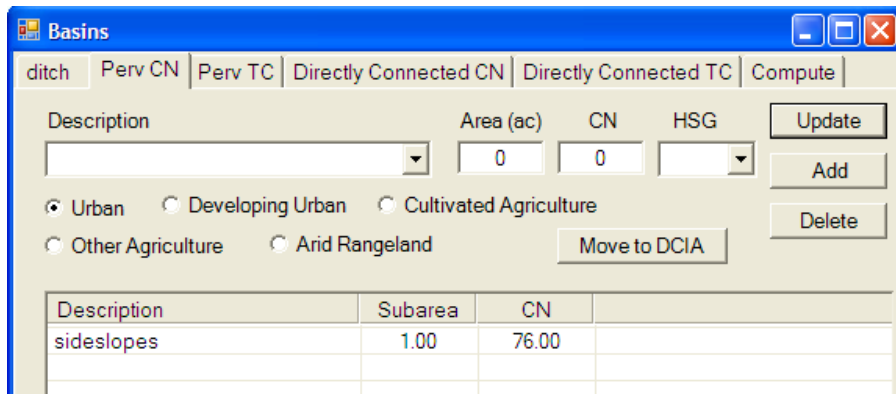 Basins
ditch Perv CN Perv TC Directly Connected CN Directly Connected TC Compute
Description Area (ac) CN HSG Update
0 0
Add
Urban Developing Urban Cultivated Agriculture
Delete
Other Agriculture Arid Rangeland Move to DCIA
Description Subarea CN
sideslopes 1.00 76.00